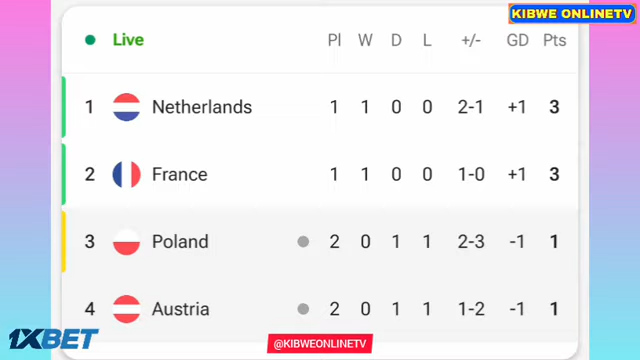 KIBWE ONLINETV
Live Pl W D L +/- GD Pts
1 Netherlands 1 1 0 0 2-1 +1 3
2 France 1 1 0 0 1-0 +1 3
3 Poland 2 0 1 1 2-3 -1 1
4 Austria 2 0 1 1 1-2 -1 1
1XBET
@KIBWEONLINETV